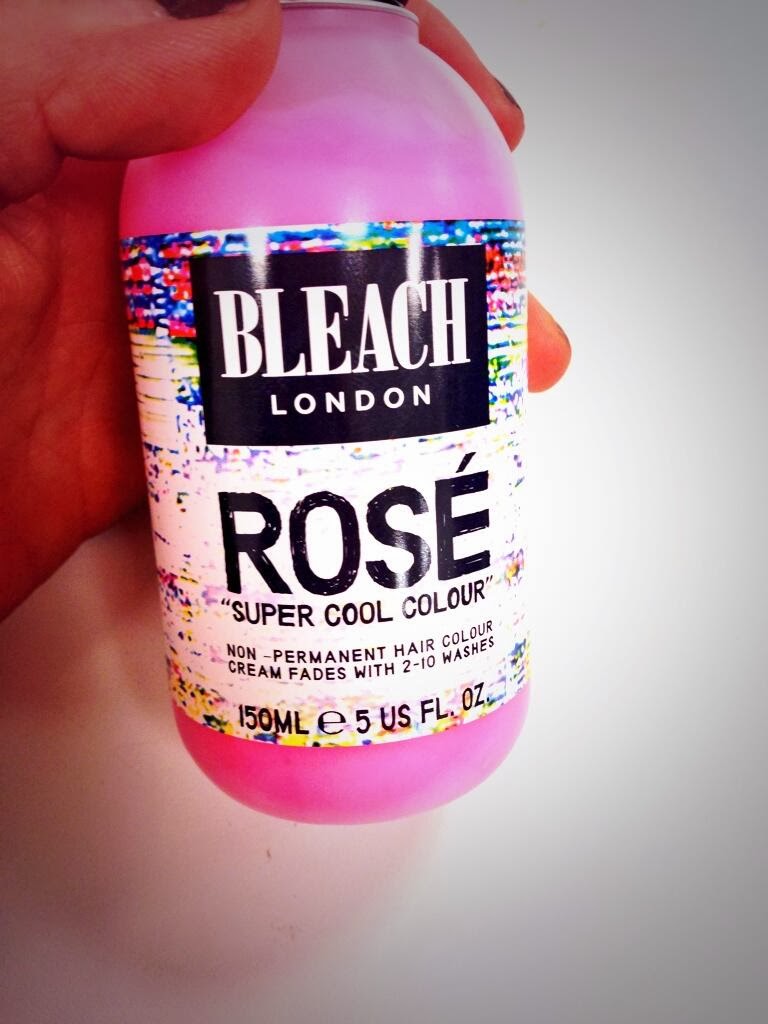 BLEACH
LONDON
ROSÉ
"SUPER COOL COLOUR"
NON -PERMANENT HAIR COLOUR
CREAM FADES WITH 2-10 WASHES
150ML ℮ 5 US FL. OZ.